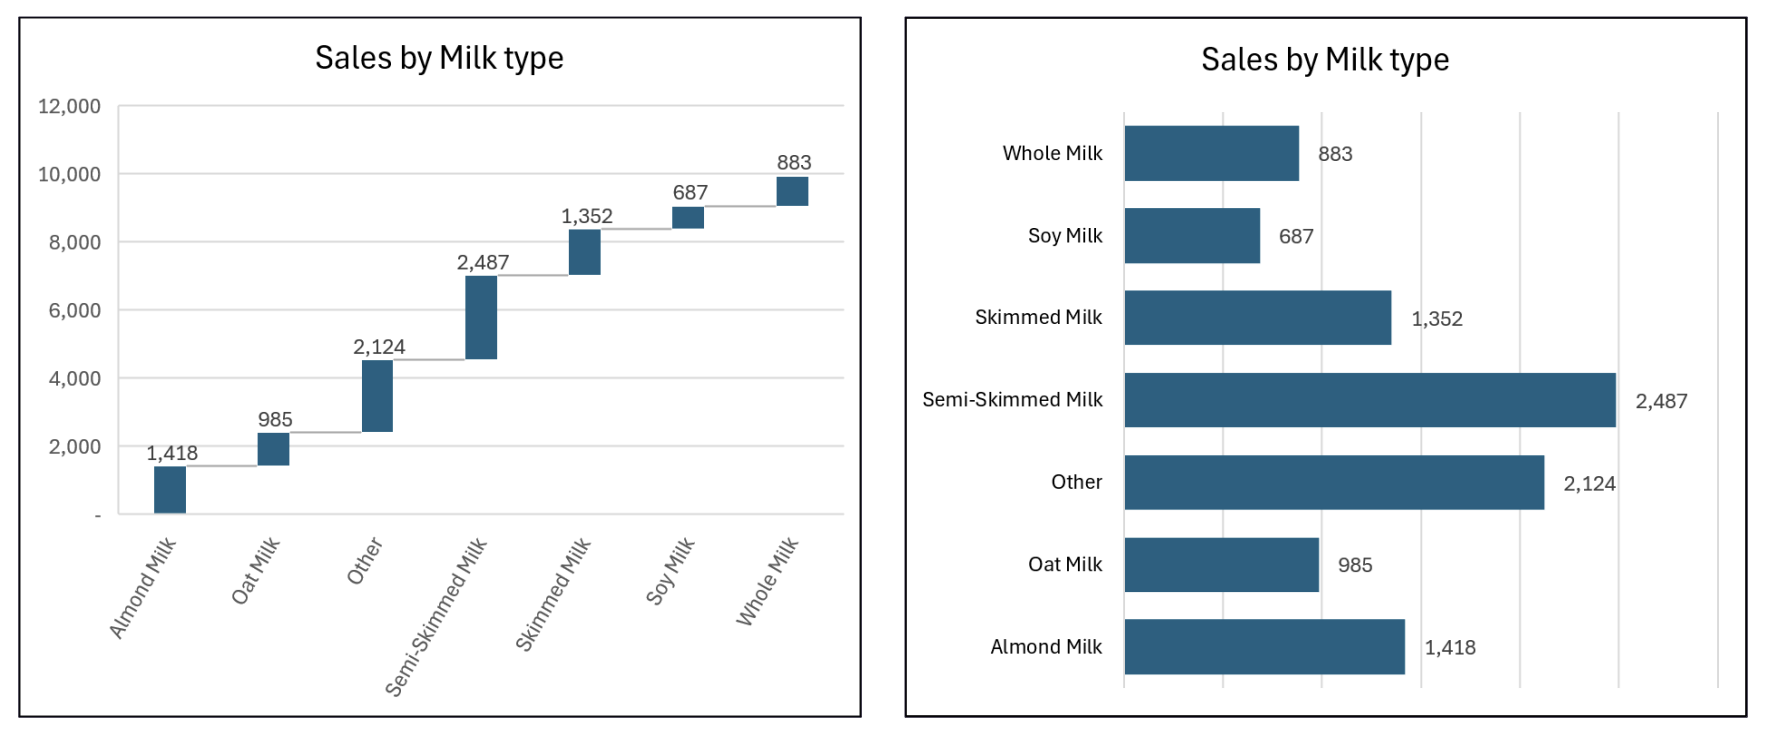 Sales by Milk type
12,000
10,000
8,000
6,000
4,000
2,000
-
1,418
985
2,124
2,487
1,352
687
883
Almond Milk
Oat Milk
Other
Semi-Skimmed Milk
Skimmed Milk
Soy Milk
Whole Milk
Sales by Milk type
Whole Milk 883
Soy Milk 687
Skimmed Milk 1,352
Semi-Skimmed Milk 2,487
Other 2,124
Oat Milk 985
Almond Milk 1,418